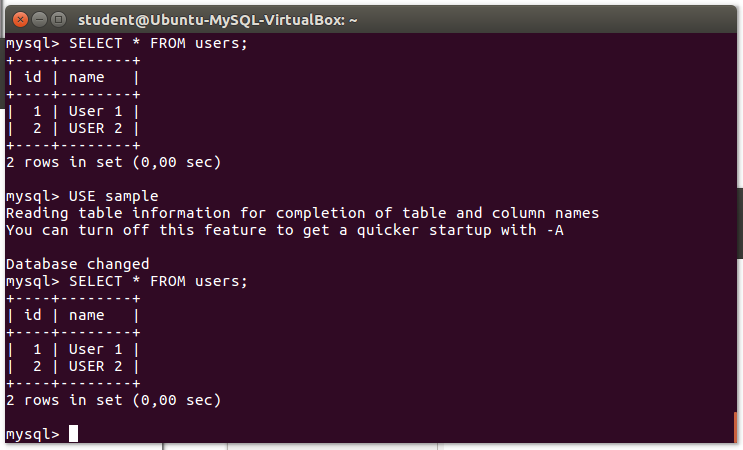 student@Ubuntu-MySQL-VirtualBox: ~
mysql> SELECT * FROM users;
+----+--------+
| id | name   |
+----+--------+
|  1 | User 1 |
|  2 | USER 2 |
+----+--------+
2 rows in set (0,00 sec)
mysql> USE sample
Reading table information for completion of table and column names
You can turn off this feature to get a quicker startup with -A
Database changed
mysql> SELECT * FROM users;
+----+--------+
| id | name   |
+----+--------+
|  1 | User 1 |
|  2 | USER 2 |
+----+--------+
2 rows in set (0,00 sec)
mysql>